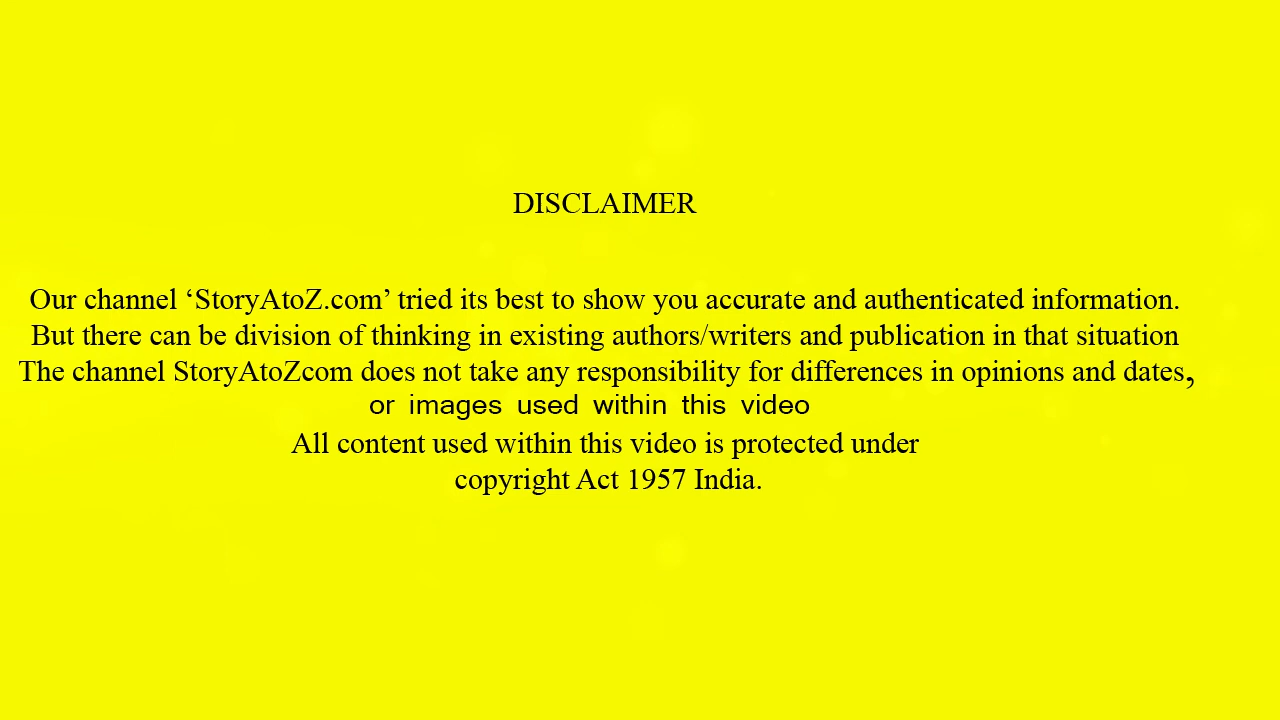 DISCLAIMER
Our channel ‘StoryAtoZ.com’ tried its best to show you accurate and authenticated information.
But there can be division of thinking in existing authors/writers and publication in that situation
The channel StoryAtoZcom does not take any responsibility for differences in opinions and dates,
or images used within this video
All content used within this video is protected under
copyright Act 1957 India.